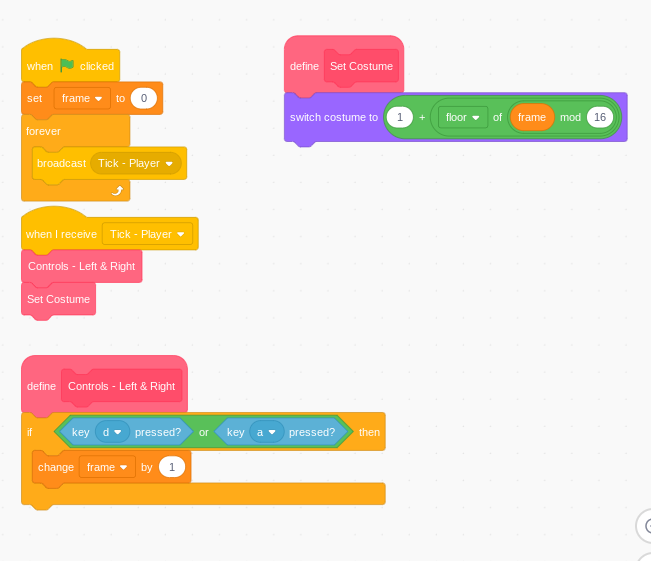 when clicked
set frame to 0
forever
broadcast Tick - Player
when I receive Tick - Player
Controls - Left & Right
Set Costume
define Controls - Left & Right
if key d pressed? or key a pressed? then
change frame by 1
define Set Costume
switch costume to 1 + floor of frame mod 16